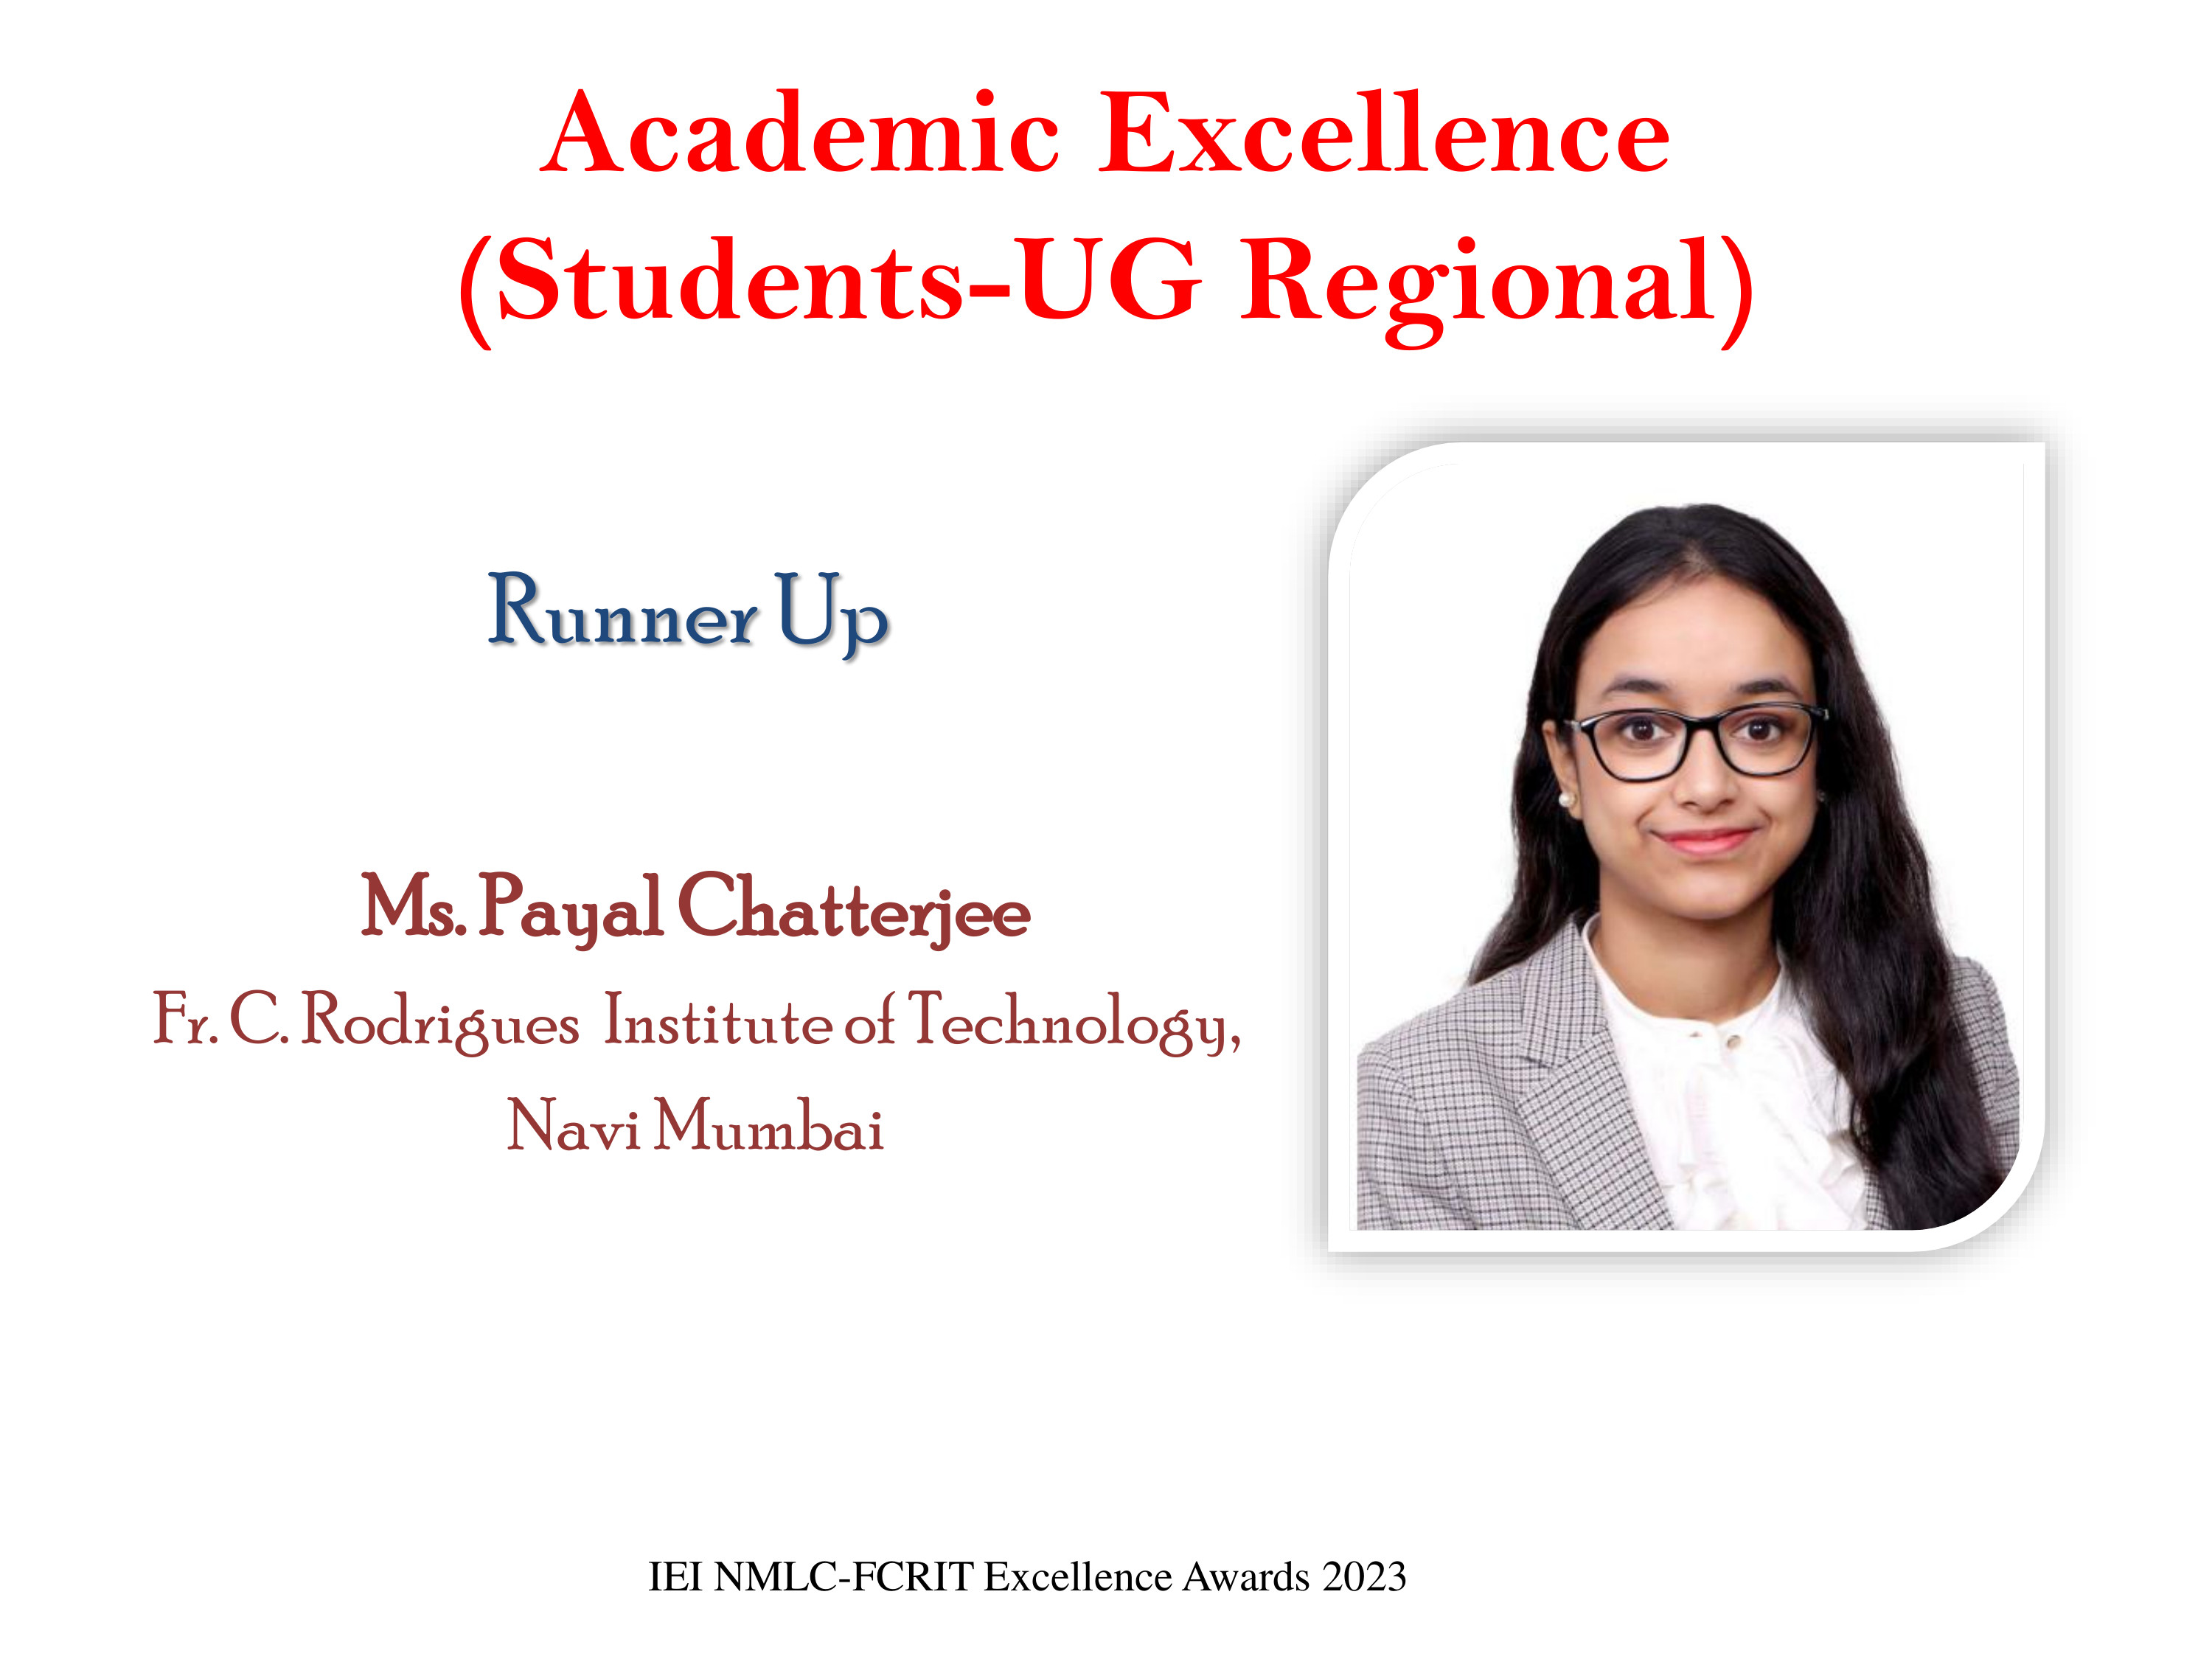 Academic Excellence
(Students-UG Regional)
Runner Up
Ms. Payal Chatterjee
Fr. C. Rodrigues Institute of Technology,
Navi Mumbai
IEI NMLC-FCRIT Excellence Awards 2023